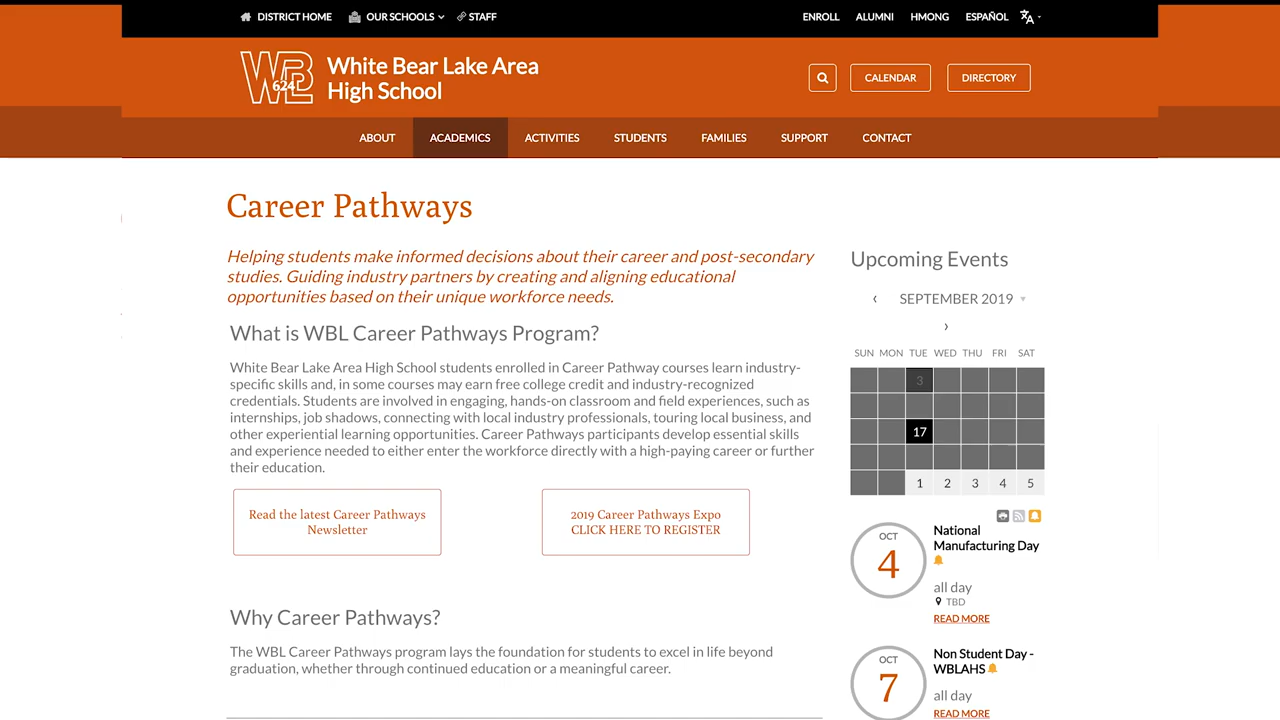 DISTRICT HOME
OUR SCHOOLS
STAFF
ENROLL
ALUMNI
HMONG
ESPAÑOL
WBL
624
White Bear Lake Area
High School
CALENDAR
DIRECTORY
ABOUT
ACADEMICS
ACTIVITIES
STUDENTS
FAMILIES
SUPPORT
CONTACT
Career Pathways
Helping students make informed decisions about their career and post-secondary
studies. Guiding industry partners by creating and aligning educational
opportunities based on their unique workforce needs.
What is WBL Career Pathways Program?
White Bear Lake Area High School students enrolled in Career Pathway courses learn industry-
specific skills and, in some courses may earn free college credit and industry-recognized
credentials. Students are involved in engaging, hands-on classroom and field experiences, such as
internships, job shadows, connecting with local industry professionals, touring local business, and
other experiential learning opportunities. Career Pathways participants develop essential skills
and experience needed to either enter the workforce directly with a high-paying career or further
their education.
Read the latest Career Pathways
Newsletter
2019 Career Pathways Expo
CLICK HERE TO REGISTER
Why Career Pathways?
The WBL Career Pathways program lays the foundation for students to excel in life beyond
graduation, whether through continued education or a meaningful career.
Upcoming Events
‹ SEPTEMBER 2019
›
SUN MON TUE WED THU FRI SAT
3
17
1 2 3 4 5
OCT
4
National
Manufacturing Day
all day
TBD
READ MORE
OCT
7
Non Student Day -
WBLAHS
all day
READ MORE